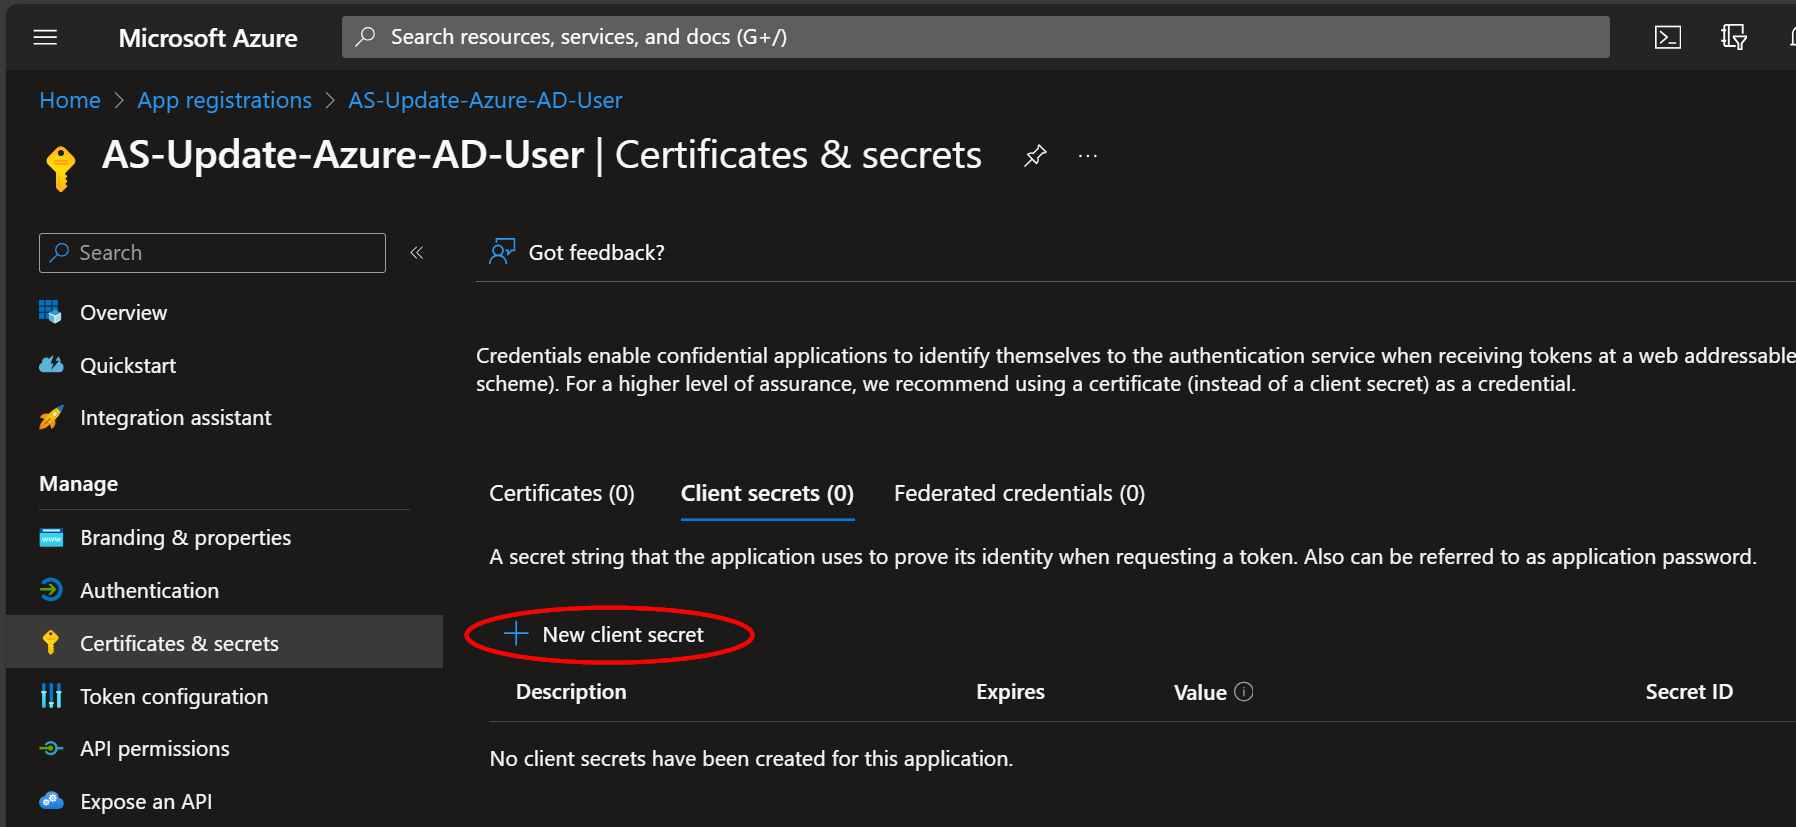 Microsoft Azure
Search resources, services, and docs (G+/)
Home > App registrations > AS-Update-Azure-AD-User
AS-Update-Azure-AD-User | Certificates & secrets
Search
Got feedback?
Overview
Quickstart
Integration assistant
Manage
Branding & properties
Authentication
Certificates & secrets
Token configuration
API permissions
Expose an API
Credentials enable confidential applications to identify themselves to the authentication service when receiving tokens at a web addressable
scheme). For a higher level of assurance, we recommend using a certificate (instead of a client secret) as a credential.
Certificates (0) Client secrets (0) Federated credentials (0)
A secret string that the application uses to prove its identity when requesting a token. Also can be referred to as application password.
New client secret
Description Expires Value Secret ID
No client secrets have been created for this application.